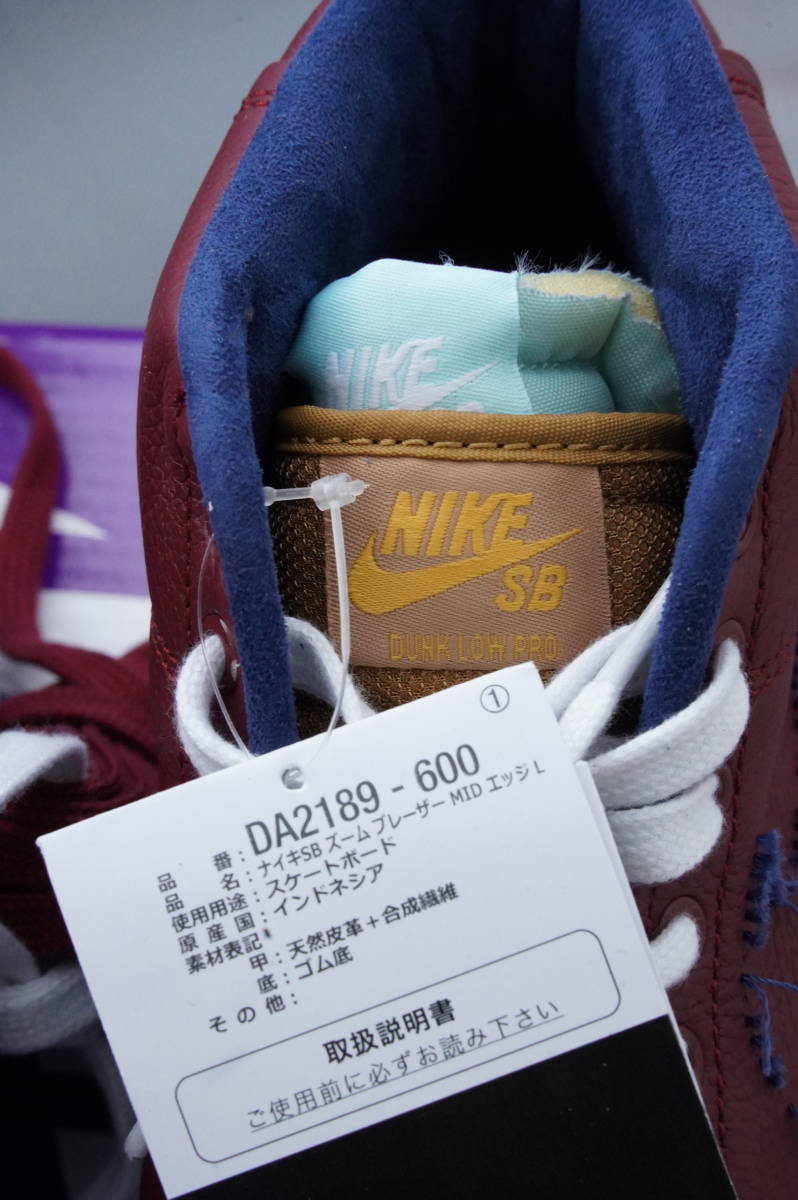 NIKE
NIKE
SB
DUNK LOW PRO
①
品番：DA2189 - 600
品名：ナイキSB ズームブレーザー MID エッジ L
使用用途：スケートボード
原産国：インドネシア
素材表記
甲：天然皮革＋合成繊維
底：ゴム底
その他：
取扱説明書
ご使用前に必ずお読み下さい